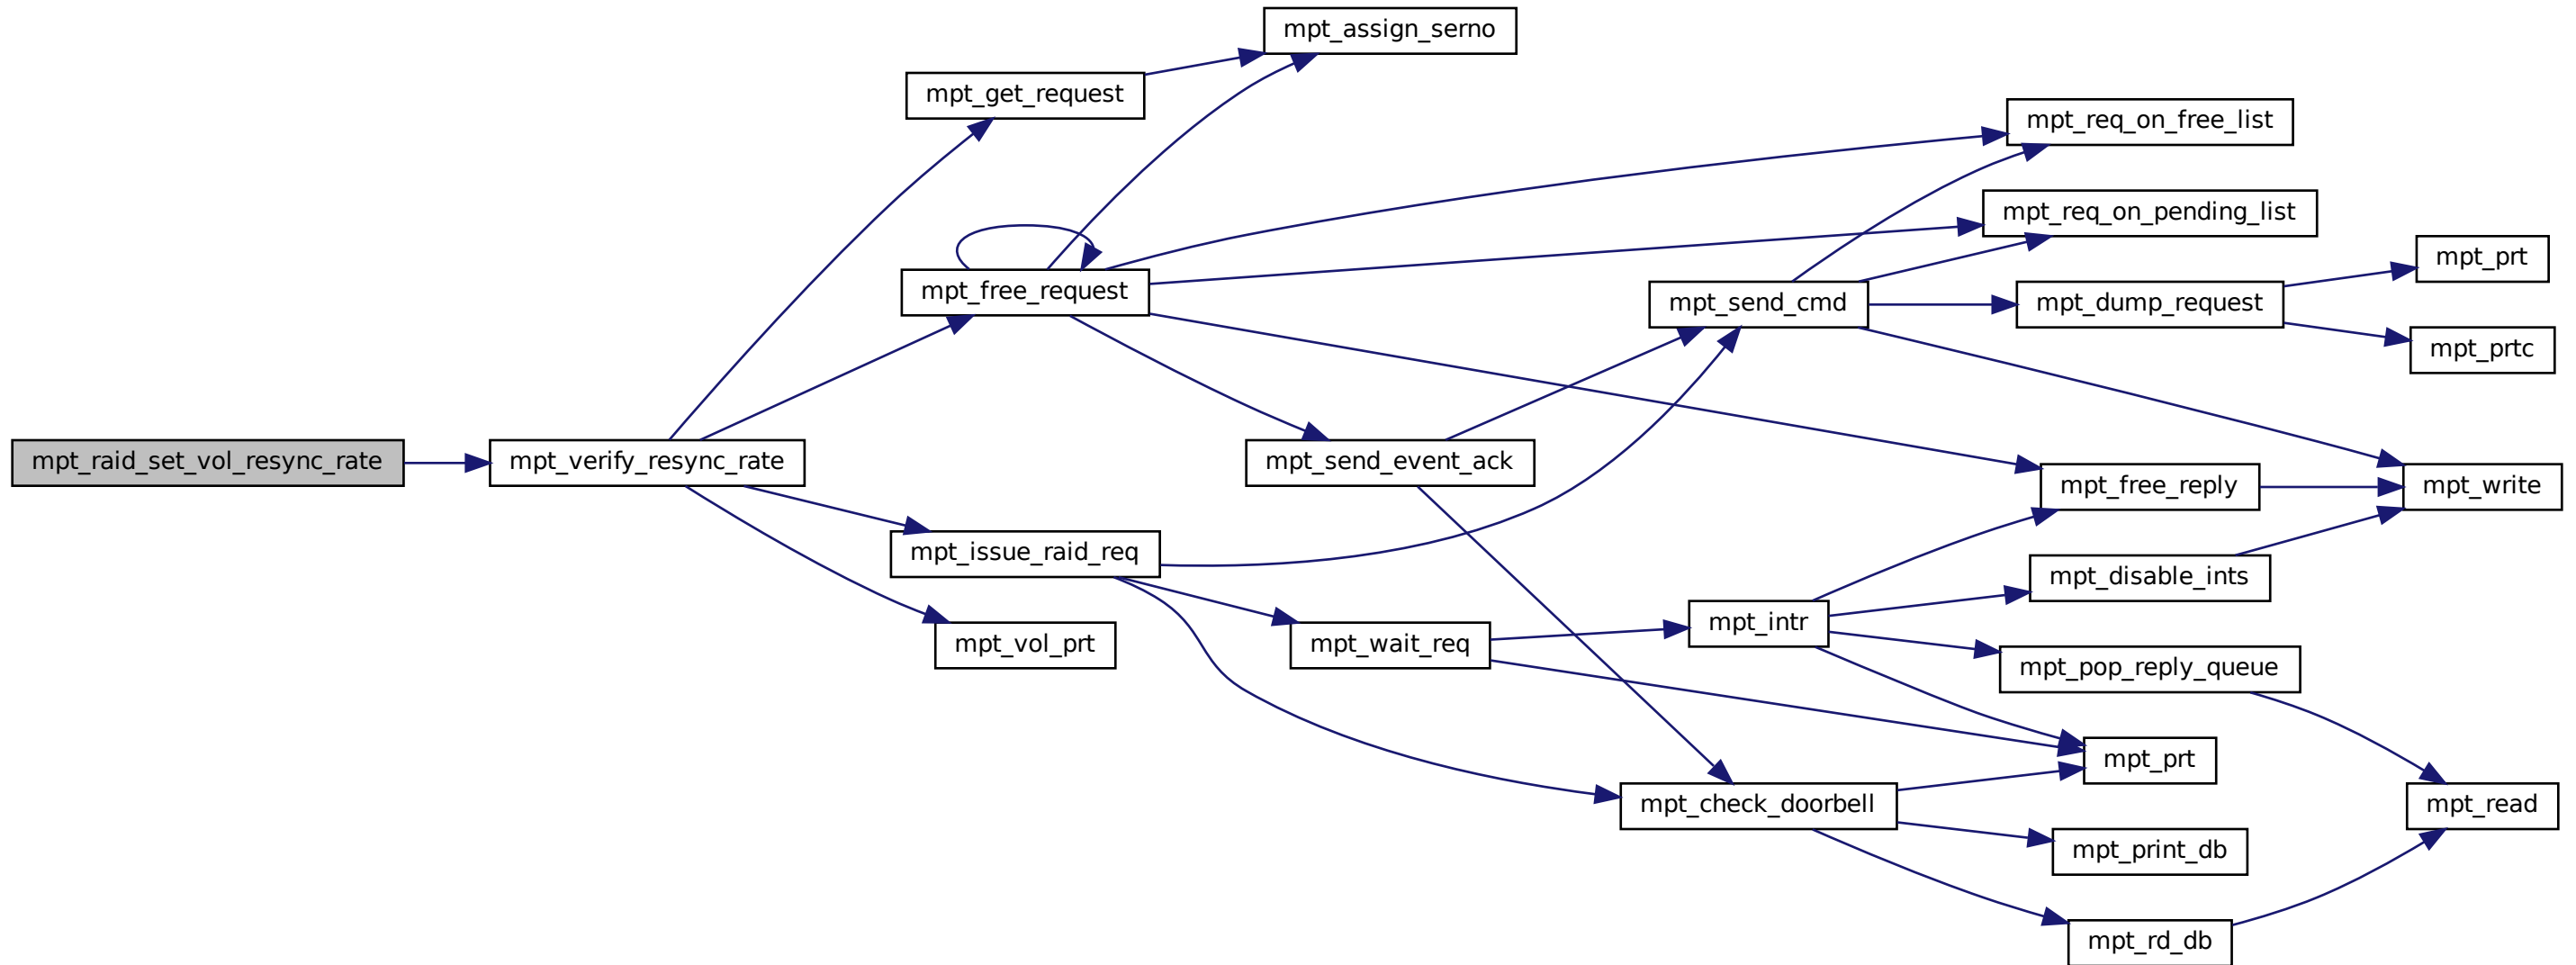 mpt_assign_serno
mpt_get_request
mpt_req_on_free_list
mpt_req_on_pending_list
mpt_prt
mpt_free_request
mpt_send_cmd
mpt_dump_request
mpt_prtc
mpt_raid_set_vol_resync_rate
mpt_verify_resync_rate
mpt_send_event_ack
mpt_free_reply
mpt_write
mpt_issue_raid_req
mpt_disable_ints
mpt_vol_prt
mpt_wait_req
mpt_intr
mpt_pop_reply_queue
mpt_prt
mpt_check_doorbell
mpt_read
mpt_print_db
mpt_rd_db